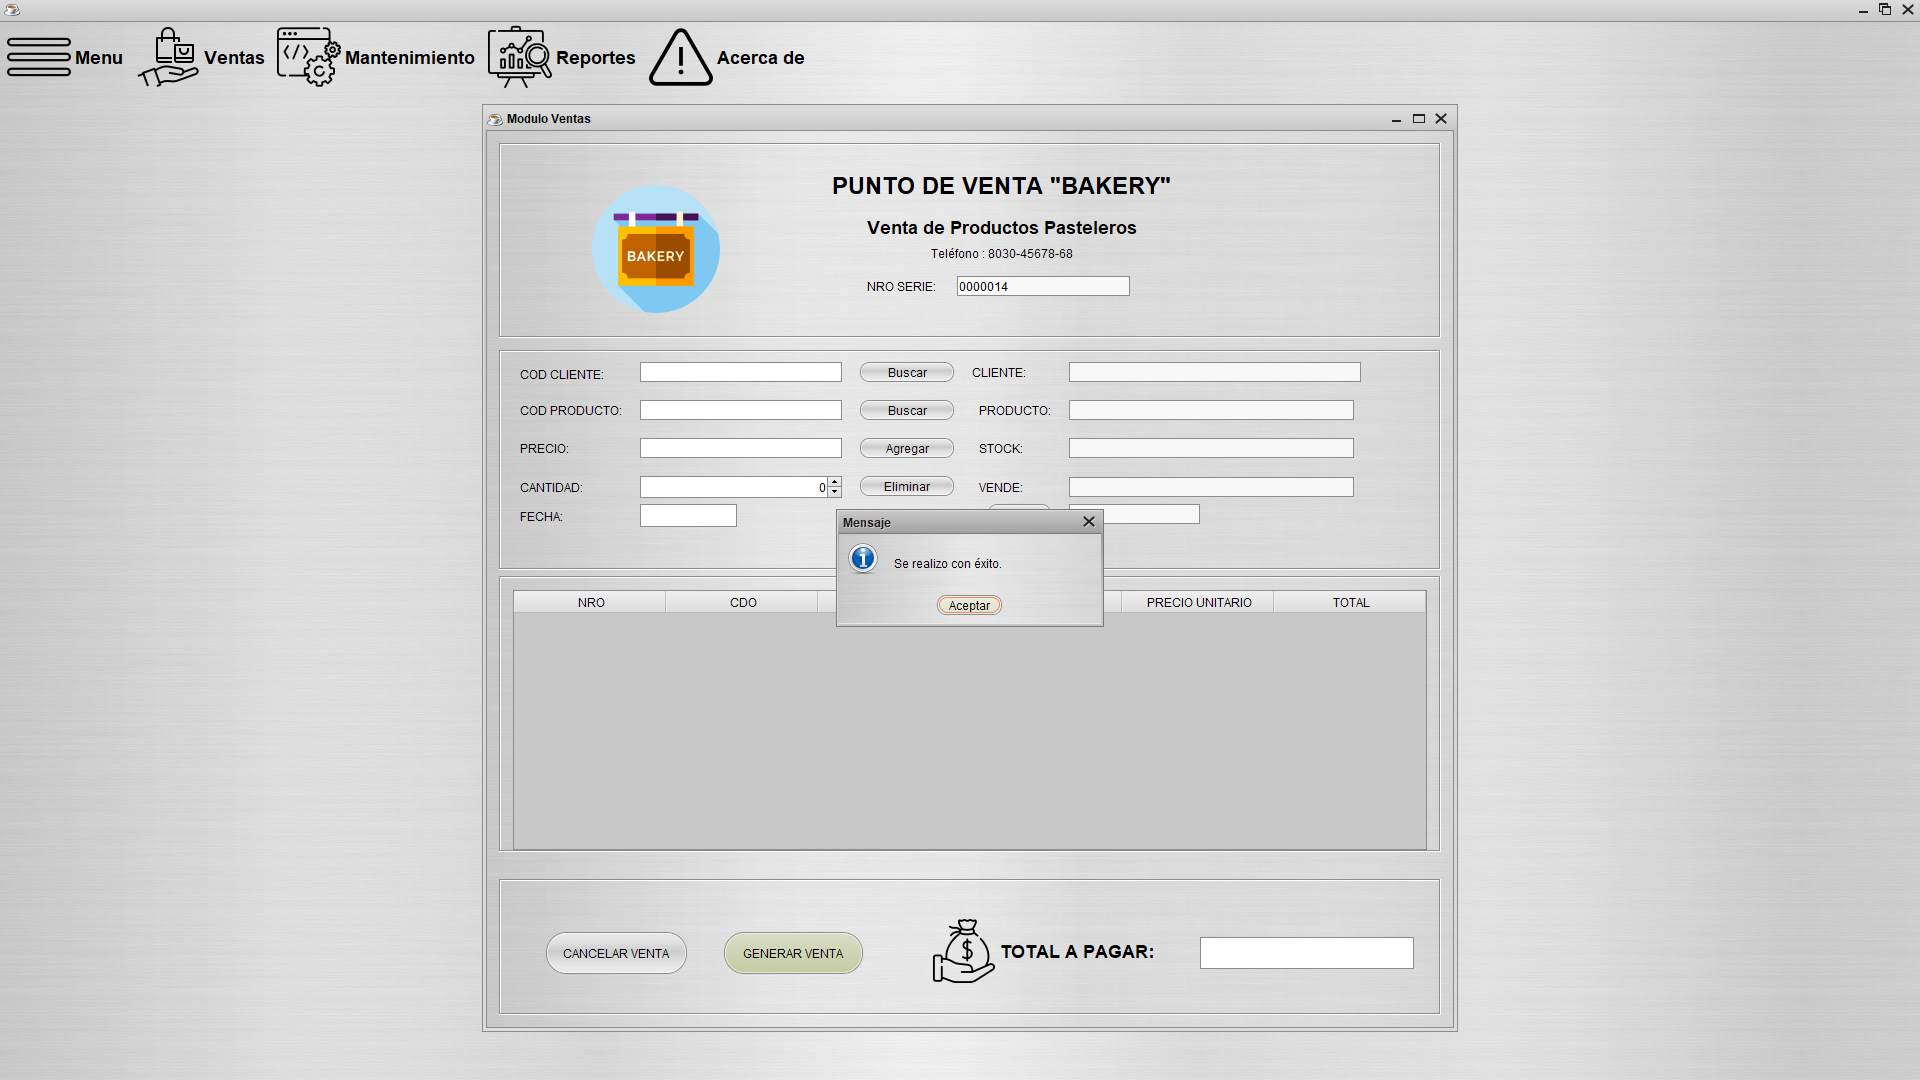 Menu
Ventas
Mantenimiento
Reportes
Acerca de
Modulo Ventas
PUNTO DE VENTA "BAKERY"
BAKERY
Venta de Productos Pasteleros
Teléfono : 8030-45678-68
NRO SERIE: 0000014
COD CLIENTE: Buscar CLIENTE:
COD PRODUCTO: Buscar PRODUCTO:
PRECIO: Agregar STOCK:
CANTIDAD: 0 Eliminar VENDE:
FECHA:
Mensaje
Se realizo con éxito.
Aceptar
NRO CDO PRECIO UNITARIO TOTAL
CANCELAR VENTA GENERAR VENTA $ TOTAL A PAGAR: